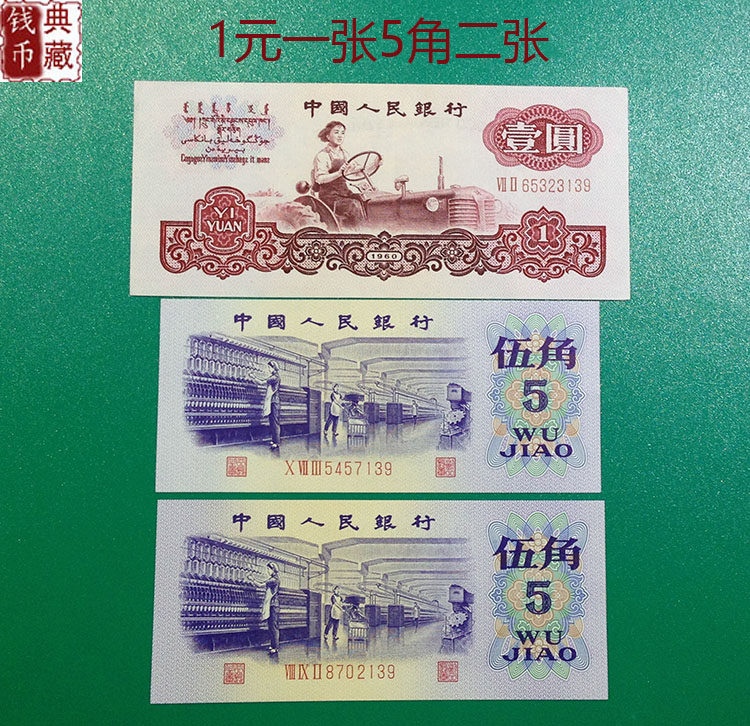 钱币
典藏
1元一张5角二张
中國人民銀行
壹圓
VII II 65323139
YI
YUAN
1960
1
中國人民銀行
伍角
5
WU
JIAO
X VII III 5457139
中國人民銀行
伍角
5
WU
JIAO
VIII IX II 8702139